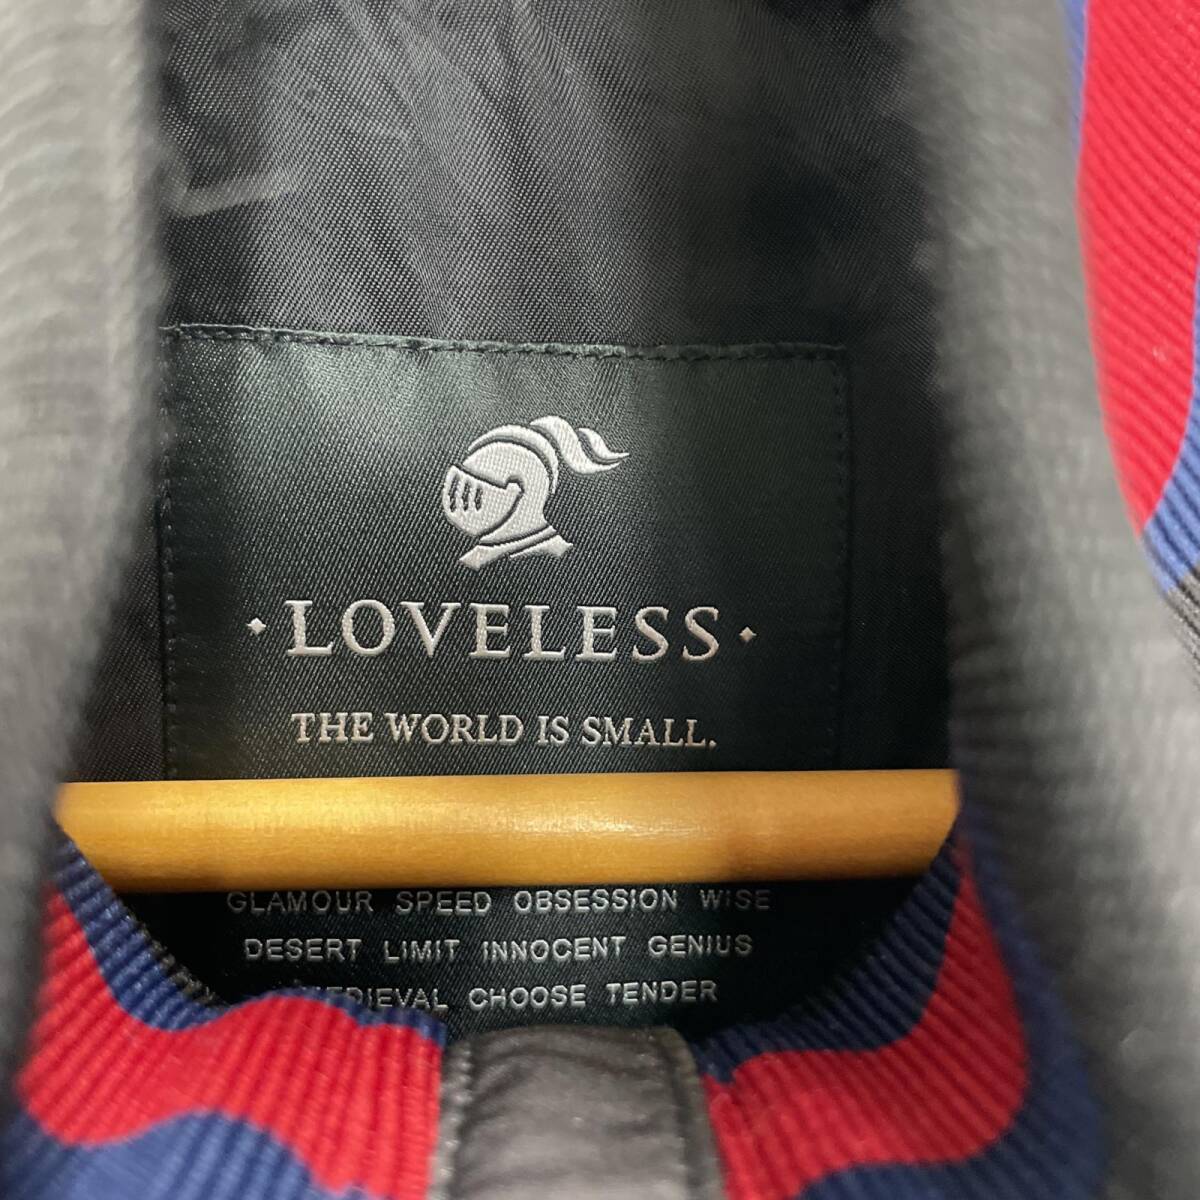 · LOVELESS ·
THE WORLD IS SMALL.
GLAMOUR SPEED OBSESSION WISE
DESERT LIMIT INNOCENT GENIUS
CHOOSE TENDER